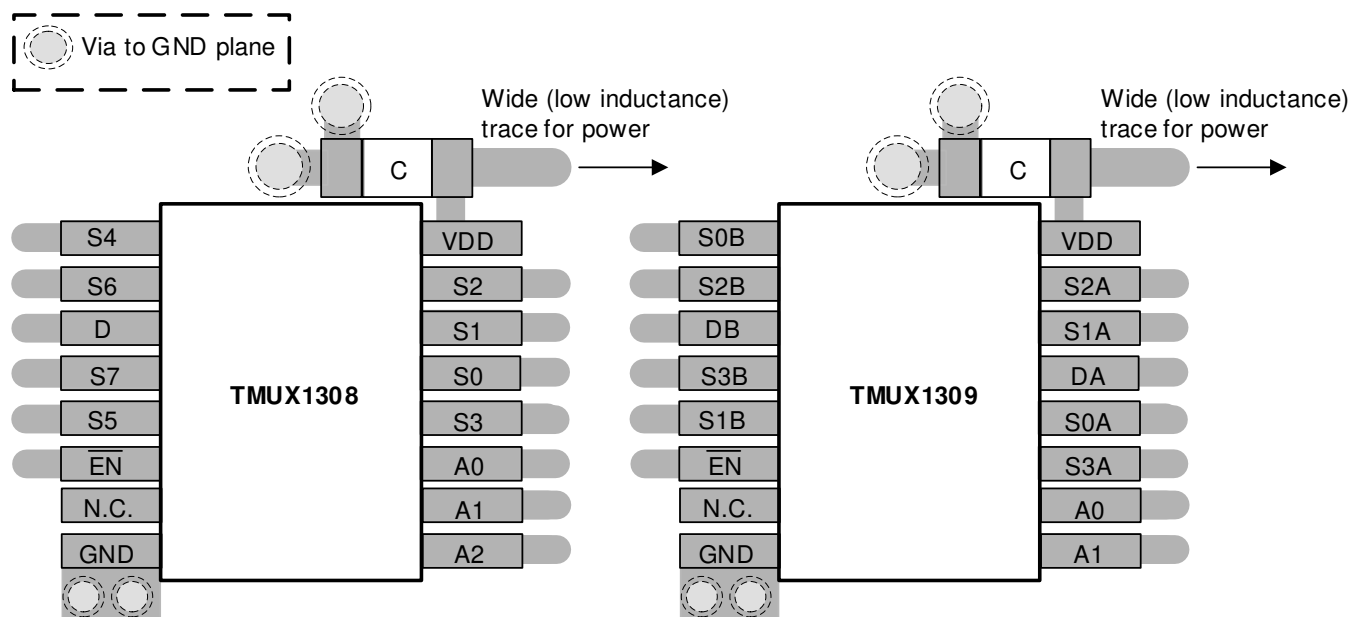 Via to GND plane
Wide (low inductance)
trace for power
C
S4
S6
D
S7
S5
EN
N.C.
GND
TMUX1308
VDD
S2
S1
S0
S3
A0
A1
A2
Wide (low inductance)
trace for power
C
S0B
S2B
DB
S3B
S1B
EN
N.C.
GND
TMUX1309
VDD
S2A
S1A
DA
S0A
S3A
A0
A1